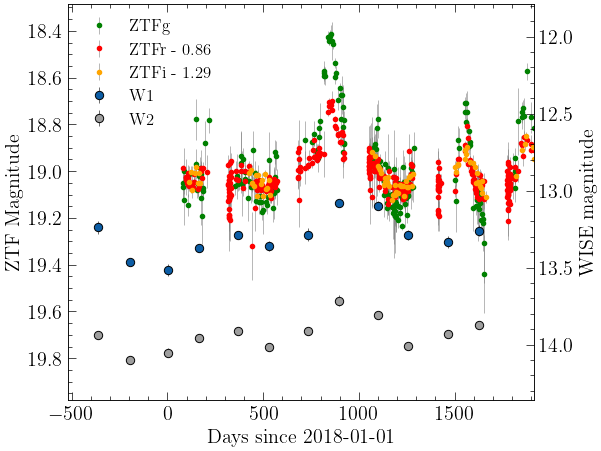 ZTFg
ZTFr - 0.86
ZTFi - 1.29
W1
W2
18.4
18.6
18.8
19.0
19.2
19.4
19.6
19.8
ZTF Magnitude
12.0
12.5
13.0
13.5
14.0
WISE magnitude
−500
0
500
1000
1500
Days since 2018-01-01